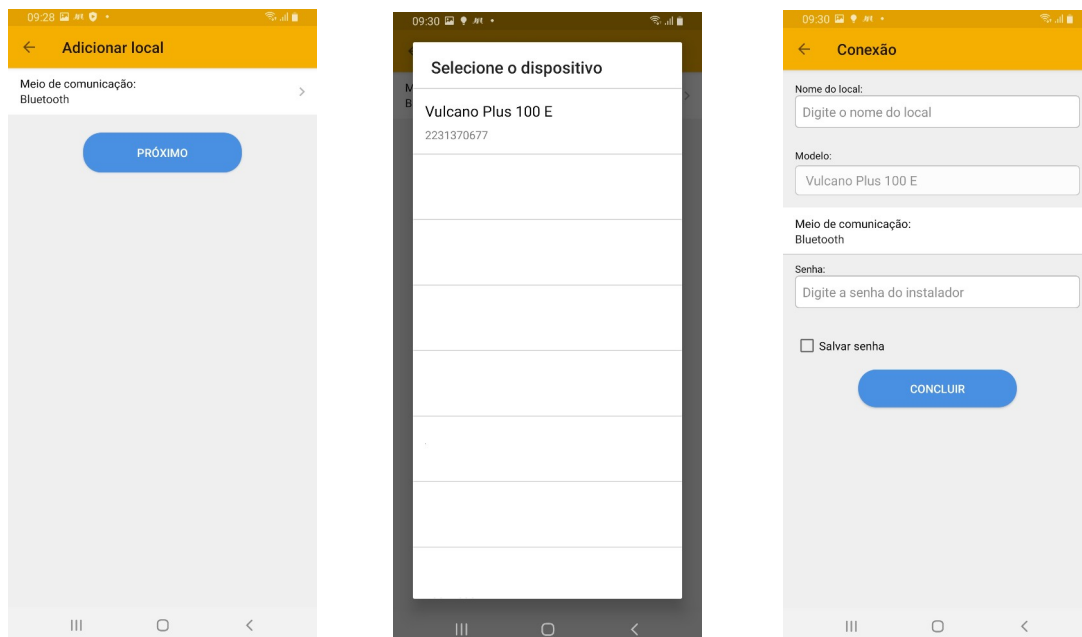 09:28
Adicionar local
Meio de comunicação:
Bluetooth
PRÓXIMO
09:30
Selecione o dispositivo
M
B
Vulcano Plus 100 E
2231370677
09:30
Conexão
Nome do local:
Digite o nome do local
Modelo:
Vulcano Plus 100 E
Meio de comunicação:
Bluetooth
Senha:
Digite a senha do instalador
Salvar senha
CONCLUIR